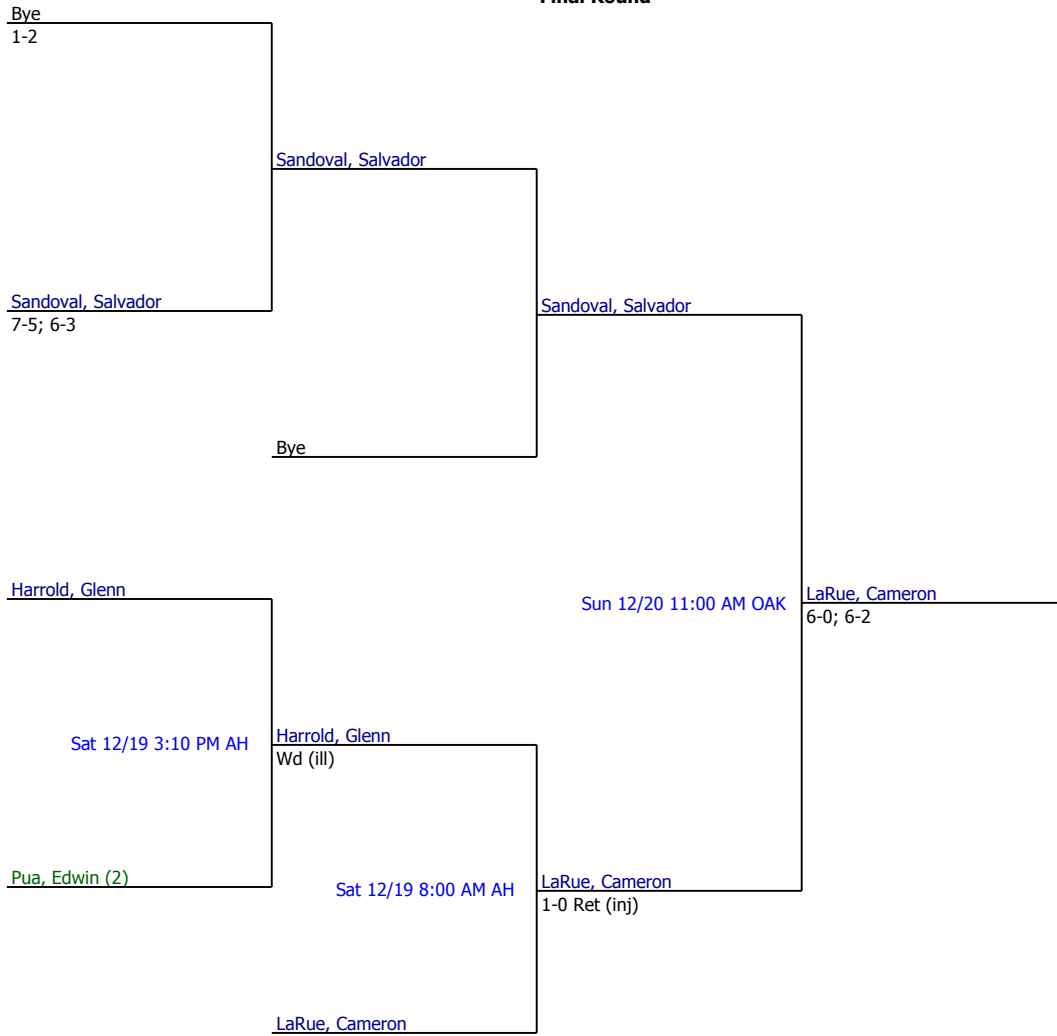 Final Round
Bye
1-2
Sandoval, Salvador
Sandoval, Salvador
7-5; 6-3
Sandoval, Salvador
Bye
Harrold, Glenn
Sun 12/20 11:00 AM OAK
LaRue, Cameron
6-0; 6-2
Sat 12/19 3:10 PM AH
Harrold, Glenn
Wd (ill)
Pua, Edwin (2)
Sat 12/19 8:00 AM AH
LaRue, Cameron
1-0 Ret (inj)
LaRue, Cameron